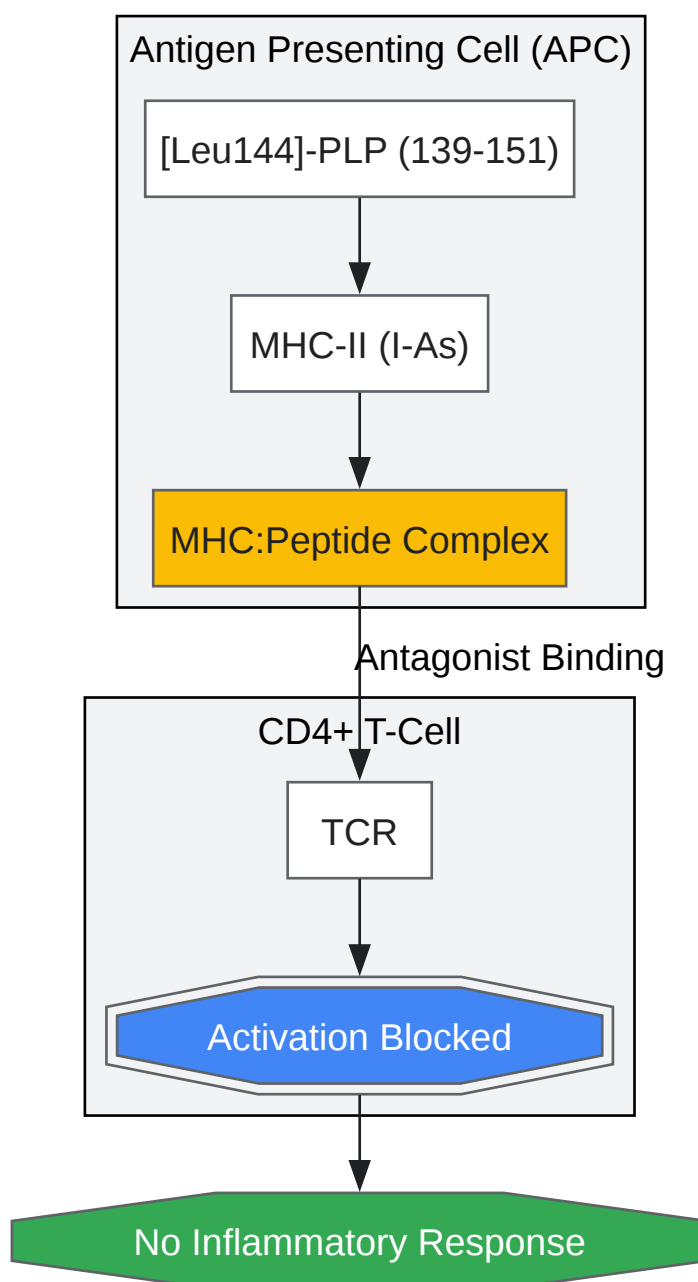 Antigen Presenting Cell (APC)
[Leu144]-PLP (139-151)
MHC-II (I-As)
MHC:Peptide Complex
Antagonist Binding
CD4+ T-Cell
TCR
Activation Blocked
No Inflammatory Response